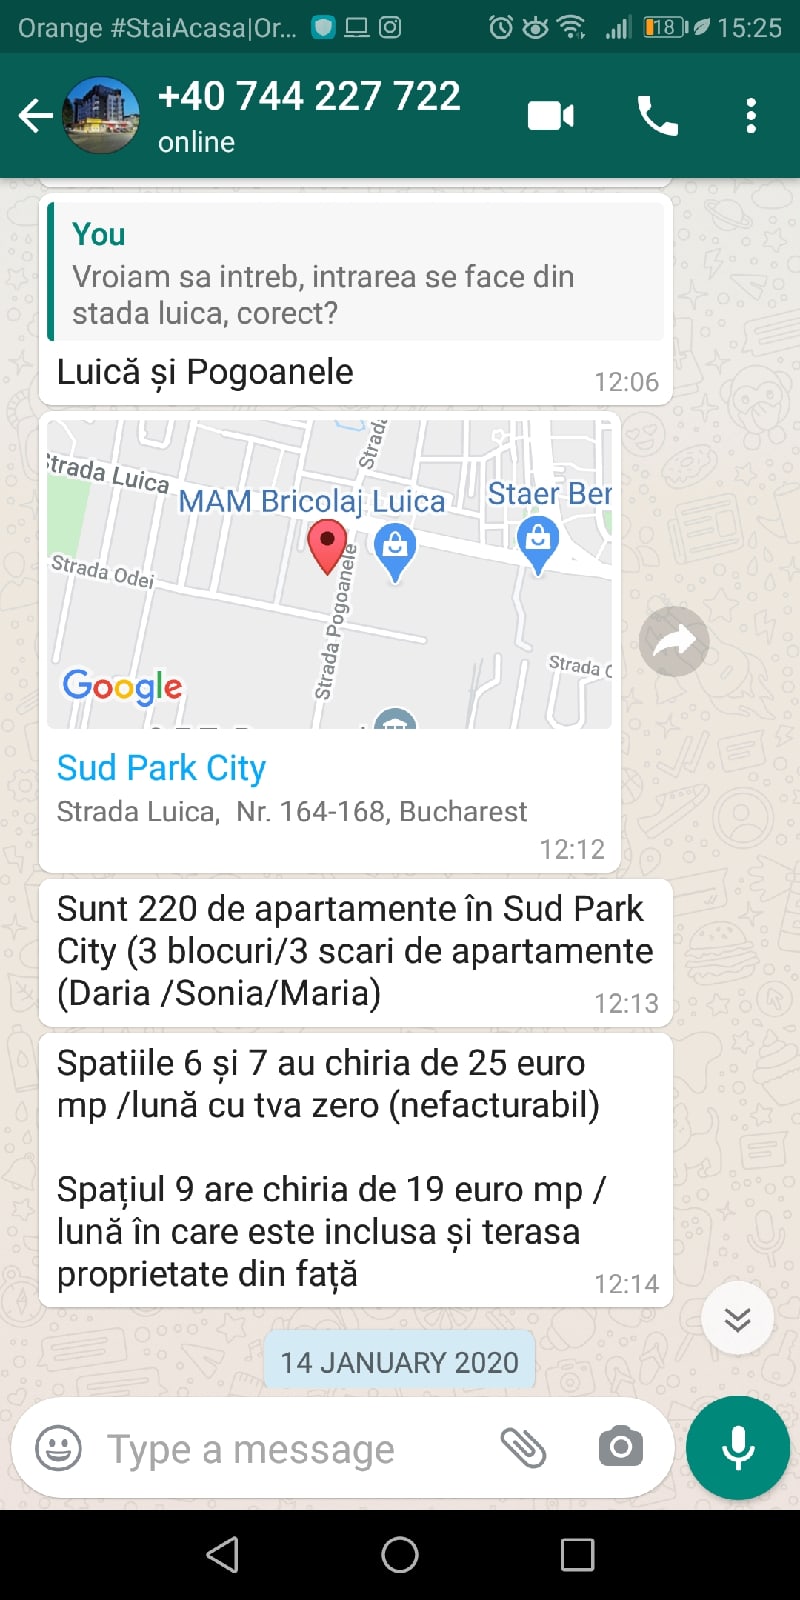 Orange #StaiAcasa|Or...
18
15:25
+40 744 227 722
online
You
Vroiam sa intreb, intrarea se face din
stada luica, corect?
Luică și Pogoanele
12:06
Strada Luica
MAM Bricolaj Luica
Staer Ber
Strada Odei
Strada Pogoanele
Strada
Strada
Google
Sud Park City
Strada Luica, Nr. 164-168, Bucharest
12:12
Sunt 220 de apartamente în Sud Park
City (3 blocuri/3 scari de apartamente
(Daria /Sonia/Maria)
12:13
Spatiile 6 și 7 au chiria de 25 euro
mp /lună cu tva zero (nefacturabil)
Spațiul 9 are chiria de 19 euro mp /
lună în care este inclusa și terasa
proprietate din față
12:14
14 JANUARY 2020
Type a message